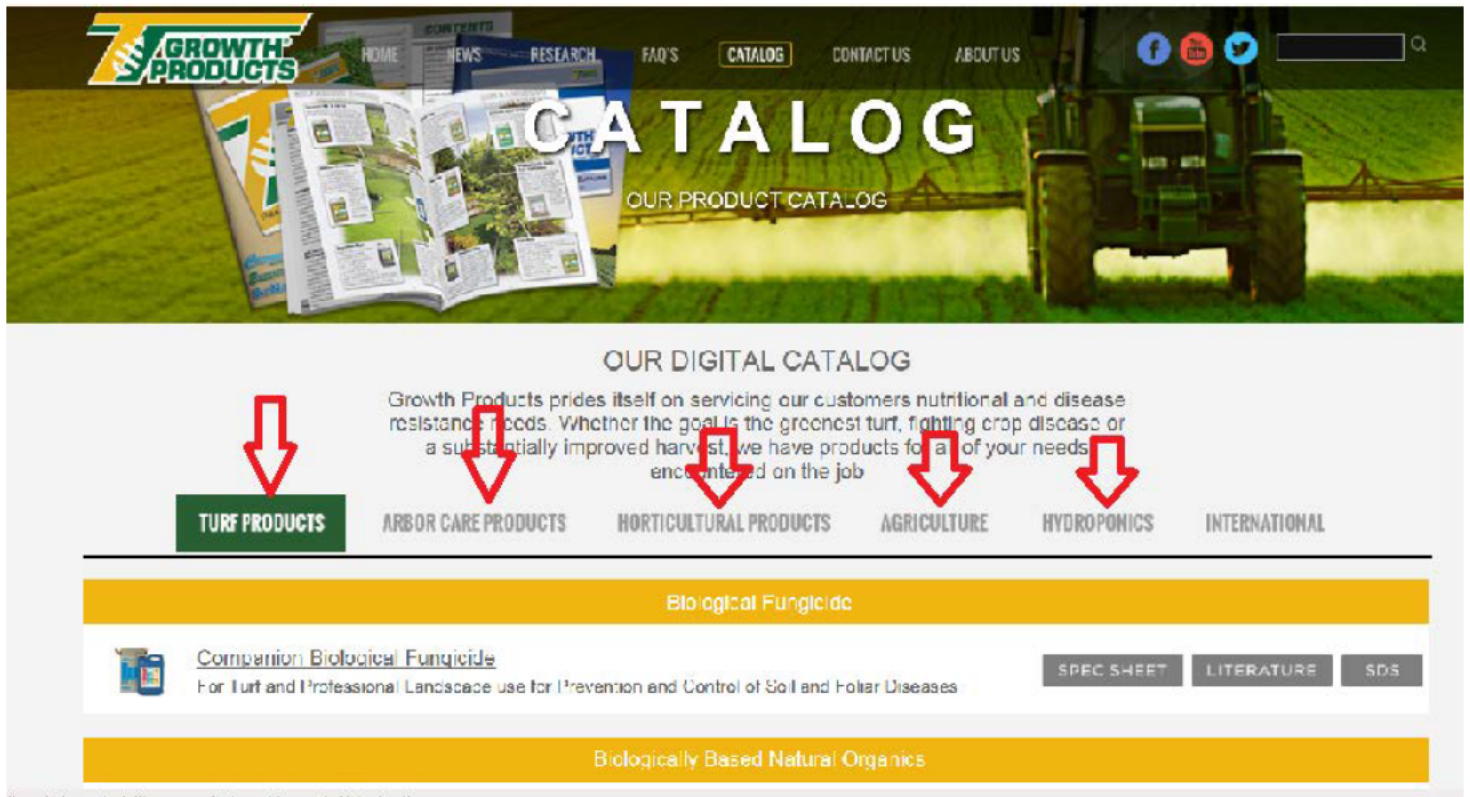 GROWTH
PRODUCTS
HOME NEWS RESEARCH FAQ'S CATALOG CONTACT US ABOUT US
CONTENTS
CATALOG
OUR PRODUCT CATALOG
OUR DIGITAL CATALOG
Growth Products prides itself on servicing our customers nutritional and disease
resistance needs. Whether the goal is the greenest turf, fighting crop disease or
a substantially improved harvest, we have products for all of your needs
encountered on the job
TURF PRODUCTS ARBOR CARE PRODUCTS HORTICULTURAL PRODUCTS AGRICULTURE HYDROPONICS INTERNATIONAL
Biological Fungicide
Companion Biological Fungicide
For Turf and Professional Landscape use for Prevention and Control of Soil and Foliar Diseases
SPEC SHEET LITERATURE SDS
Biologically Based Natural Organics